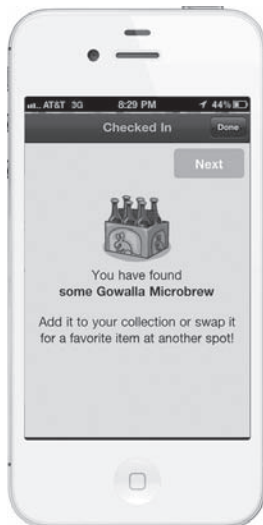 AT&T 3G 8:29 PM 44%
Checked In Done
Next
You have found
some Gowalla Microbrew
Add it to your collection or swap it
for a favorite item at another spot!